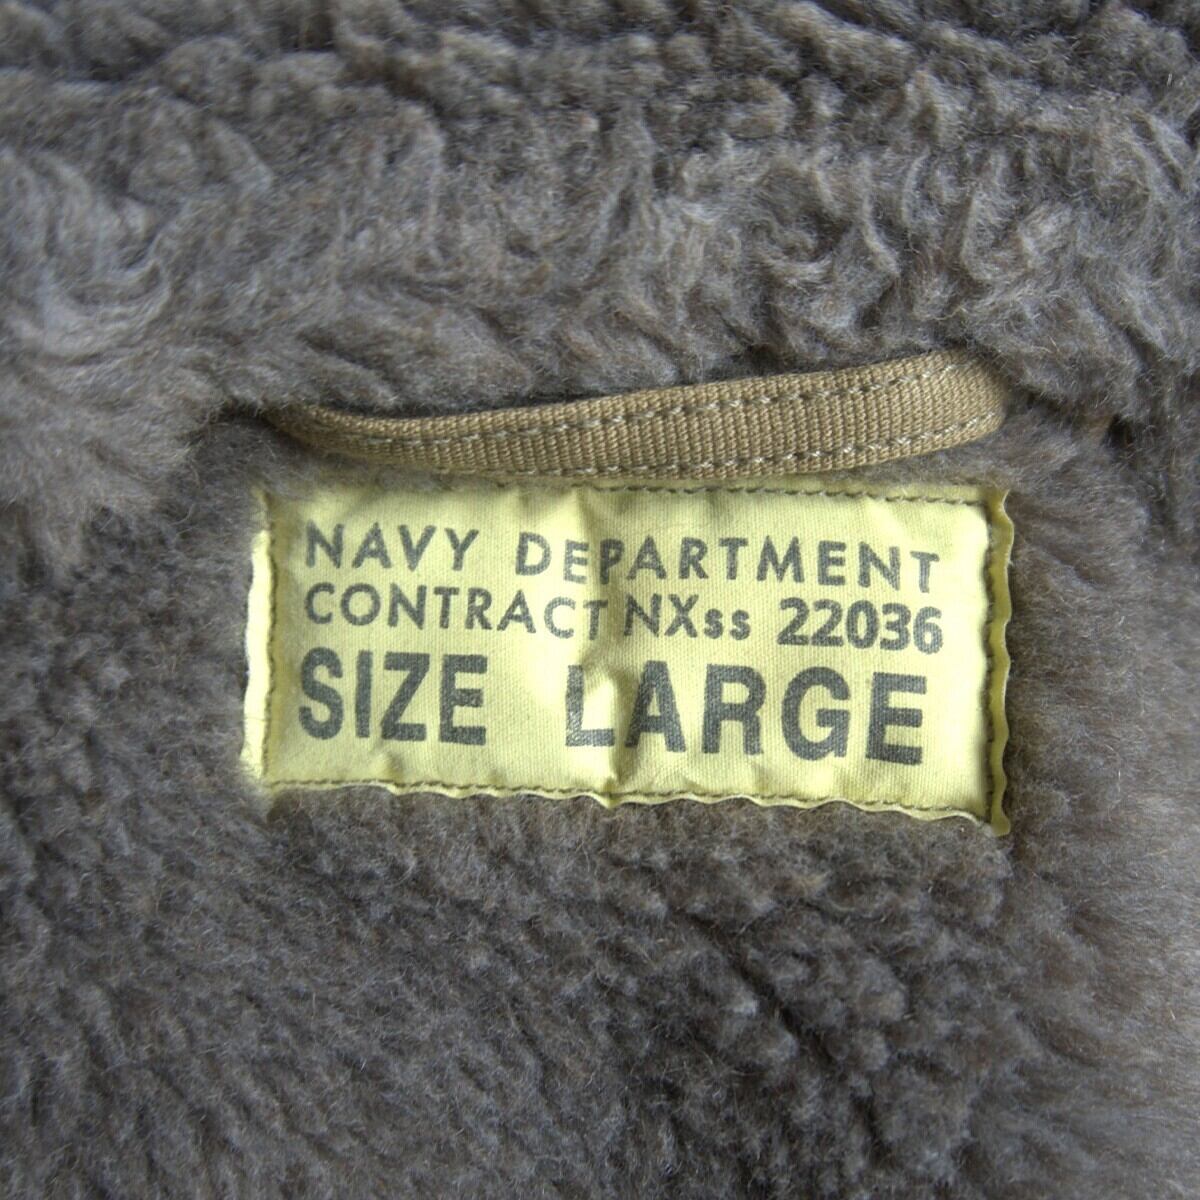 NAVY DEPARTMENT
CONTRACT NXss 22036
SIZE LARGE